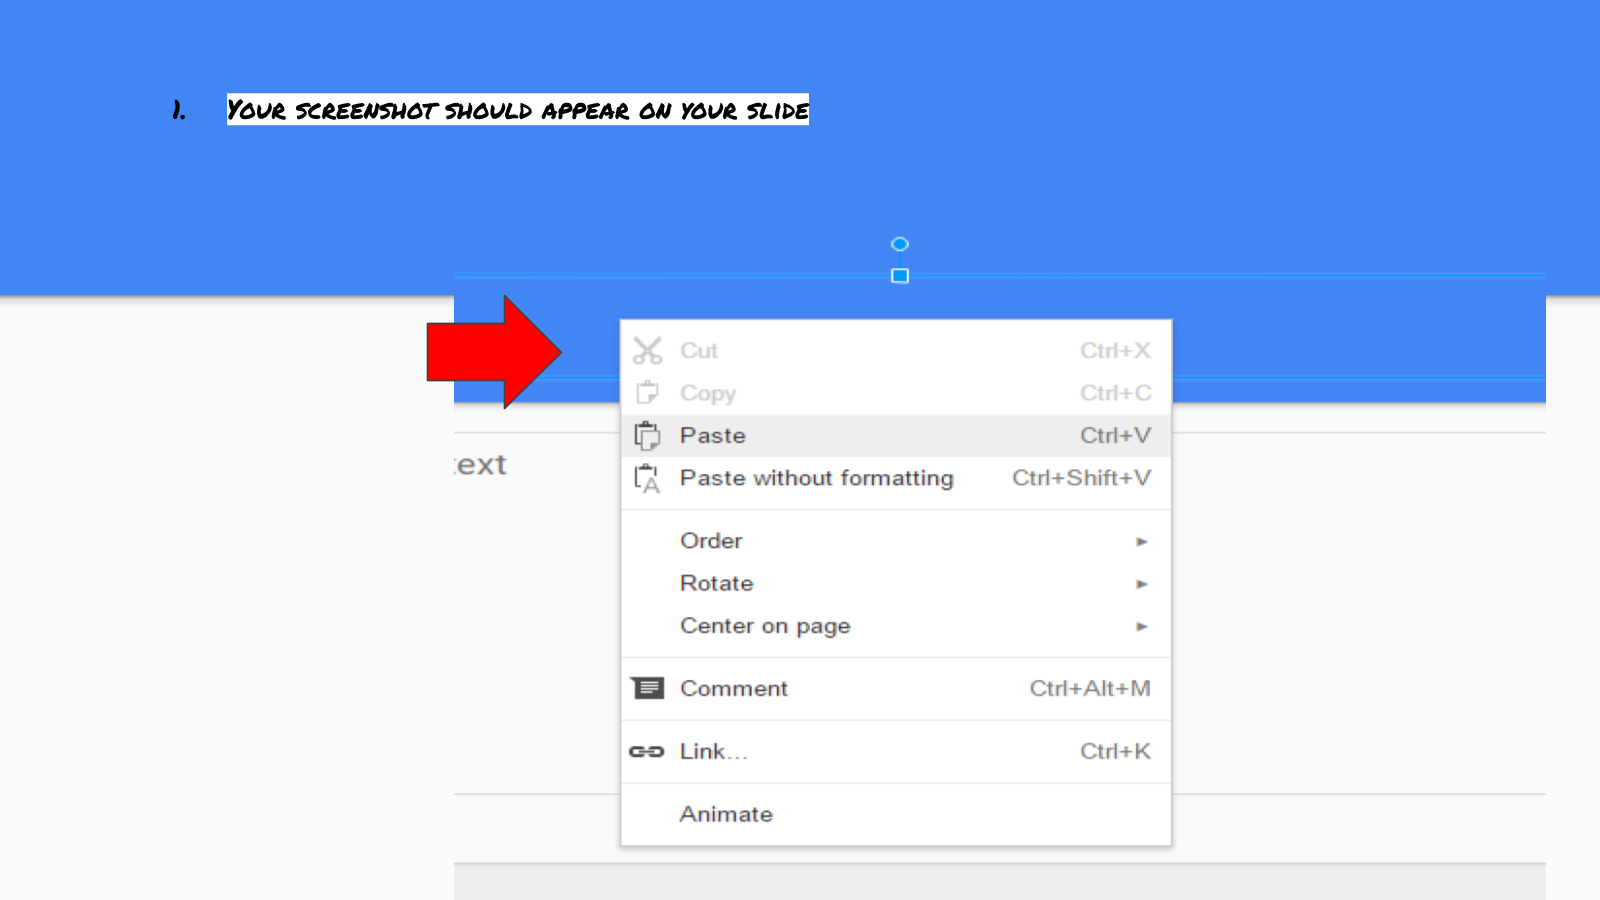 1. Your screenshot should appear on your slide
Cut Ctrl+X
Copy Ctrl+C
Paste Ctrl+V
ext
Paste without formatting Ctrl+Shift+V
Order
Rotate
Center on page
Comment Ctrl+Alt+M
Link...  Ctrl+K
Animate